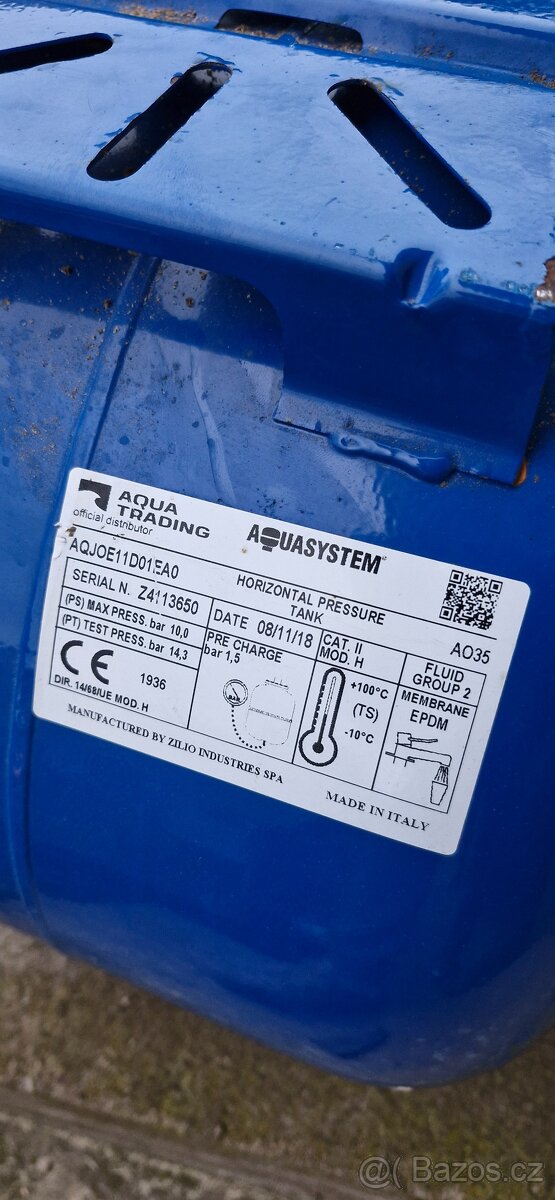 AQUA TRADING
official distributor
AQUASYSTEM
AQJOE11D01EA0
HORIZONTAL PRESSURE TANK
AO35
SERIAL N. Z4113650
DATE 08/11/18
CAT. II
MOD. H
FLUID
GROUP 2
(PS) MAX PRESS. bar 10,0
(PT) TEST PRESS. bar 14,3
PRE CHARGE
bar 1,5
+100°C
(TS)
-10°C
MEMBRANE
EPDM
CE 1936
DIR. 14/68/UE MOD. H
MANUFACTURED BY ZILIO INDUSTRIES SPA
MADE IN ITALY
@ Bazos.cz